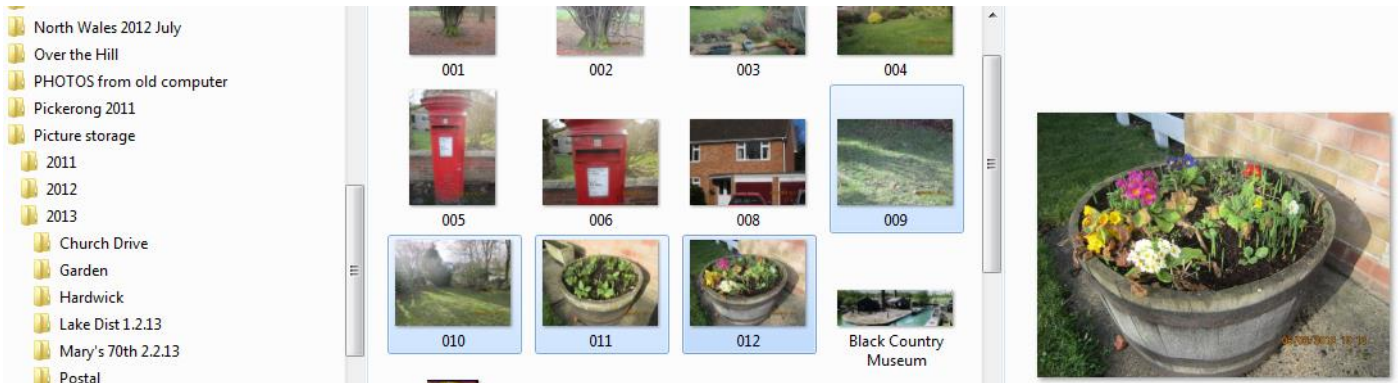 North Wales 2012 July
Over the Hill
PHOTOS from old computer
Pickerong 2011
Picture storage
2011
2012
2013
Church Drive
Garden
Hardwick
Lake Dist 1.2.13
Mary's 70th 2.2.13
Postal
001
002
003
004
005
006
008
009
010
011
012
Black Country
Museum